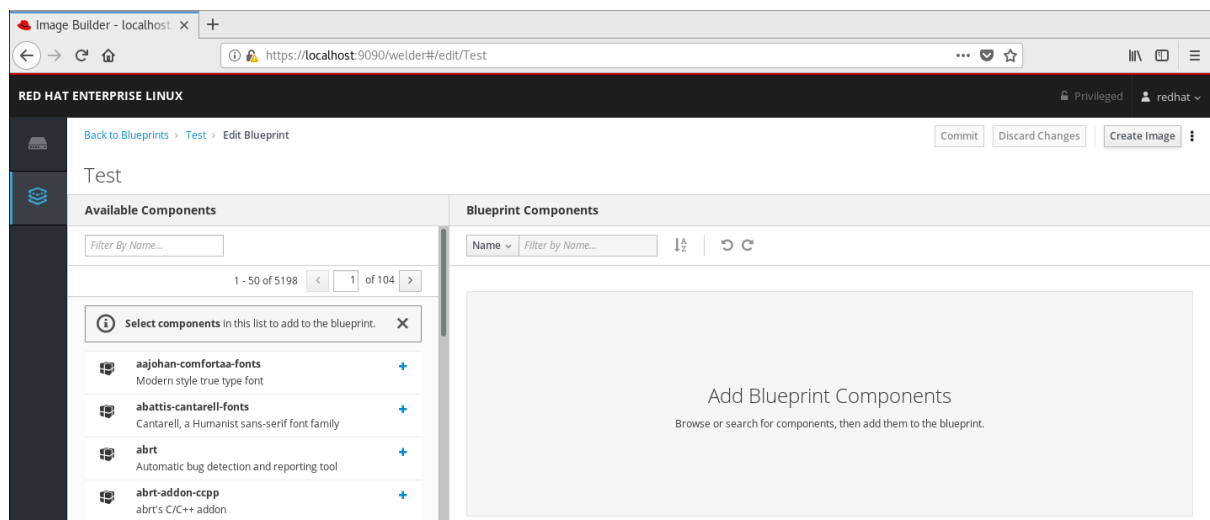 Image Builder - localhost:
https://localhost:9090/welder#/edit/Test
RED HAT ENTERPRISE LINUX
Privileged
redhat
Back to Blueprints > Test > Edit Blueprint
Commit
Discard Changes
Create Image
Test
Available Components
Filter By Name...
1 - 50 of 5198 < 1 of 104 >
Select components in this list to add to the blueprint.
aajohan-comfortaa-fonts
Modern style true type font
abattis-cantarell-fonts
Cantarell, a Humanist sans-serif font family
abrt
Automatic bug detection and reporting tool
abrt-addon-ccpp
abrt's C/C++ addon
Blueprint Components
Name
Filter by Name...
Add Blueprint Components
Browse or search for components, then add them to the blueprint.